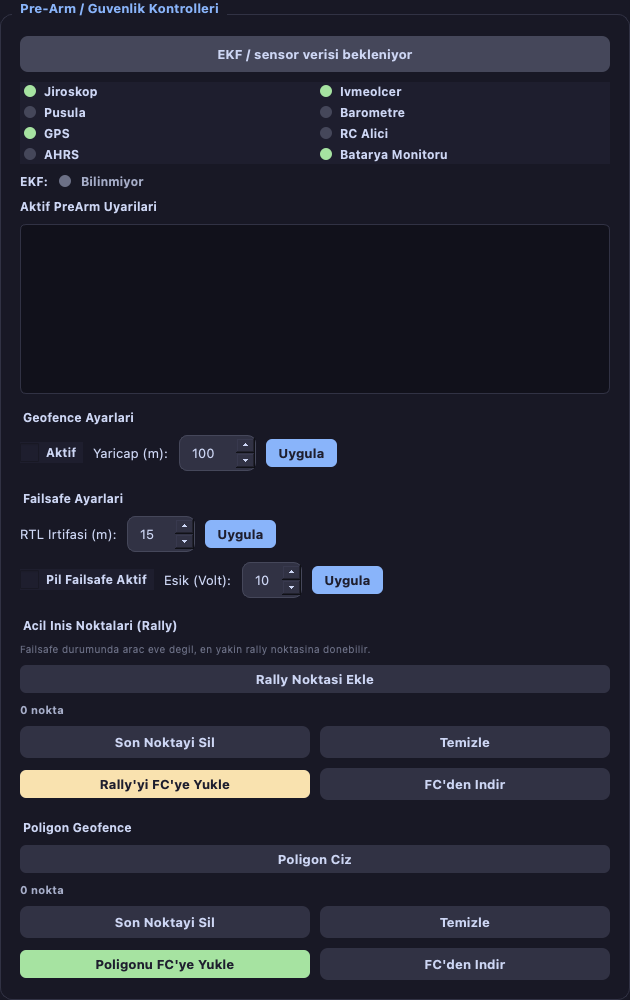 Pre-Arm / Guvenlik Kontrolleri
EKF / sensor verisi bekleniyor
Jiroskop Ivmeolcer
Pusula Barometre
GPS RC Alici
AHRS Batarya Monitoru
EKF: Bilinmiyor
Aktif PreArm Uyarilari
Geofence Ayarlari
Aktif Yaricap (m): 100 Uygula
Failsafe Ayarlari
RTL Irtifasi (m): 15 Uygula
Pil Failsafe Aktif Esik (Volt): 10 Uygula
Acil Inis Noktalari (Rally)
Failsafe durumunda arac eve degil, en yakin rally noktasina donebilir.
Rally Noktasi Ekle
0 nokta
Son Noktayi Sil Temizle
Rally'yi FC'ye Yukle FC'den Indir
Poligon Geofence
Poligon Ciz
0 nokta
Son Noktayi Sil Temizle
Poligonu FC'ye Yukle FC'den Indir